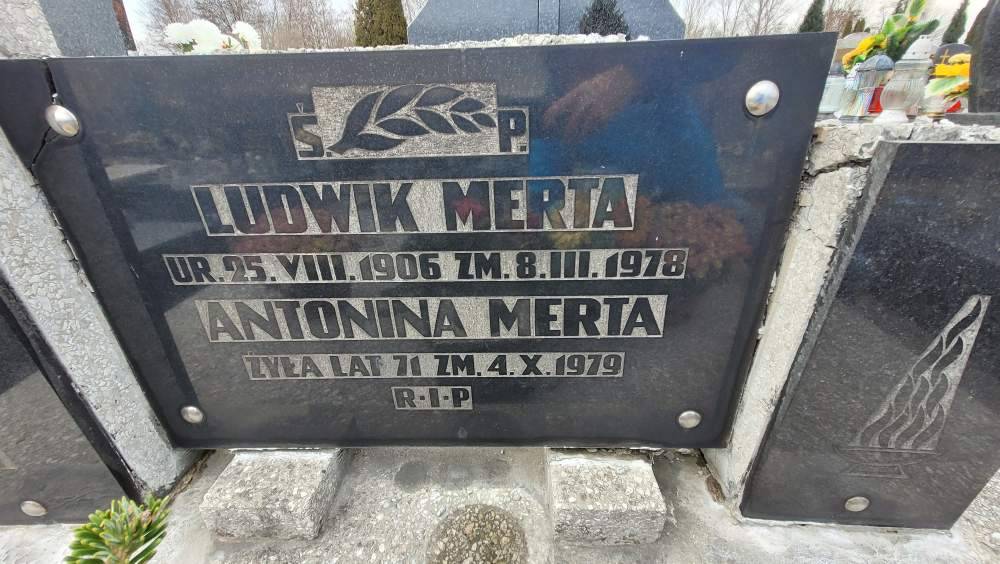 Ś. P.
LUDWIK MERTA
UR. 25. VIII. 1906 ZM. 8. III. 1978
ANTONINA MERTA
ŻYŁA LAT 71 ZM. 4. X. 1979
R·I·P